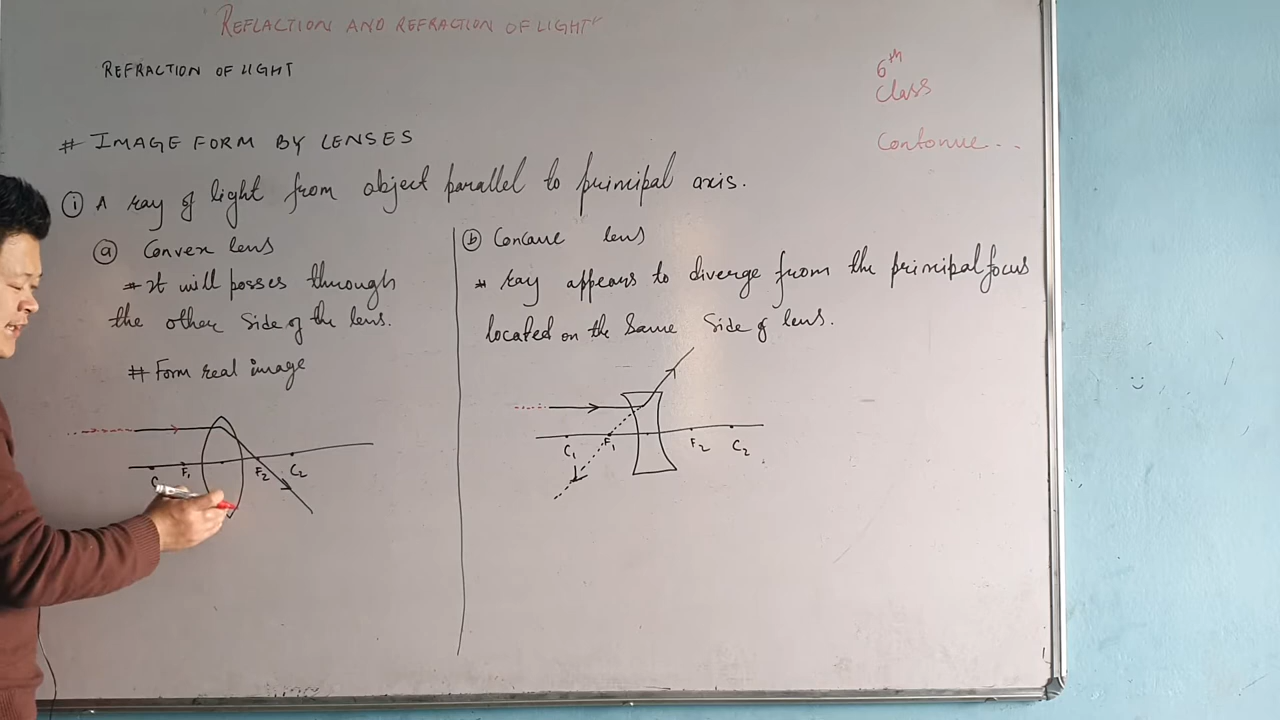 REFLACTION AND REFRACTION OF LIGHT
REFRACTION OF LIGHT
6th
Class
Contonue...
# IMAGE FORM BY LENSES
(i) A ray of light from object parallel to principal axis.
(a) Convex lens
* It will posses through
the other side of the lens.
# Form real image
F1 F2 C2
C
(b) Concave lens
* ray appears to diverge from the principal focus
located on the same side of lens.
C1 F1 F2 C2